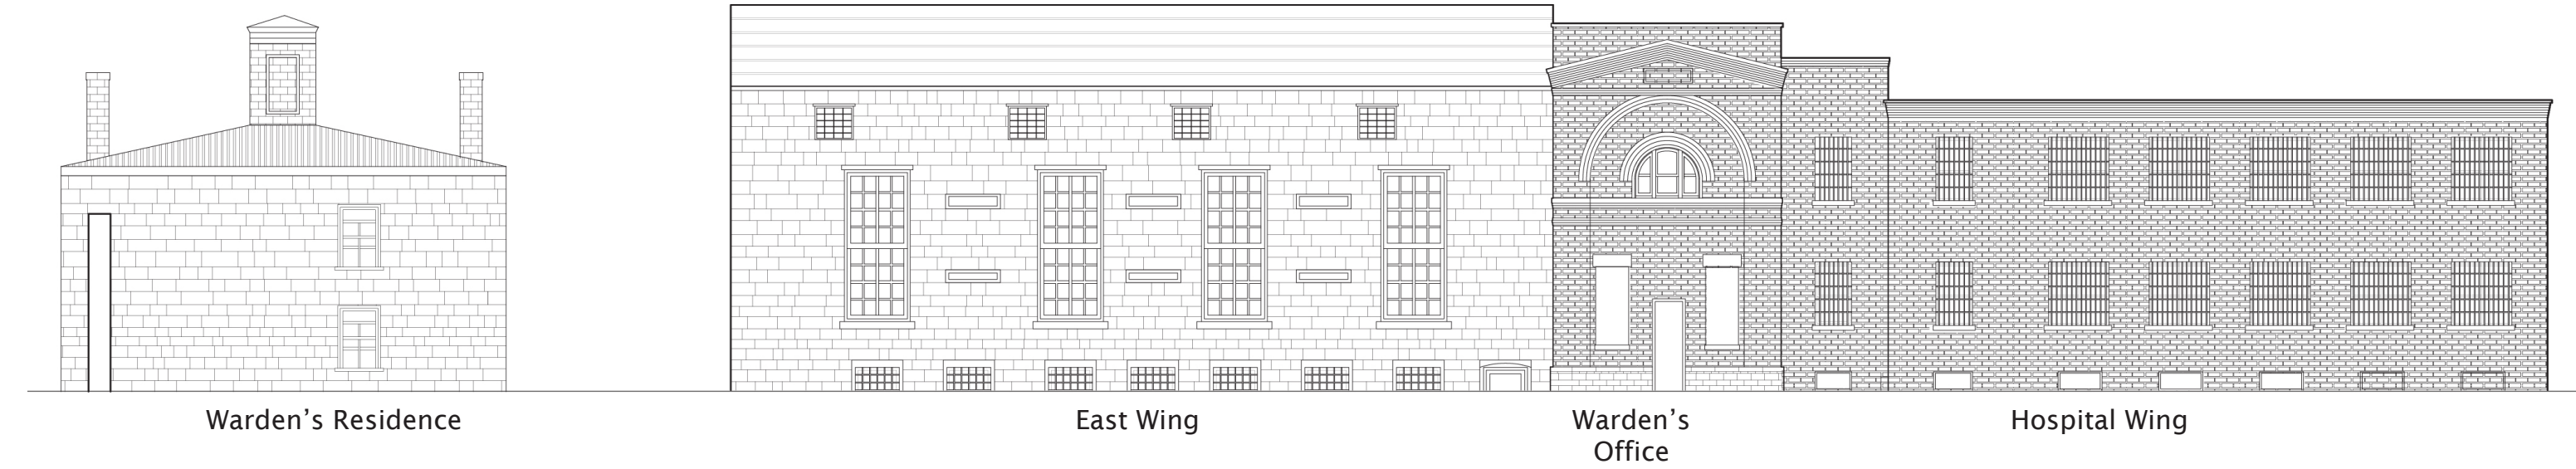 Warden’s Residence
East Wing
Warden’s
Office
Hospital Wing